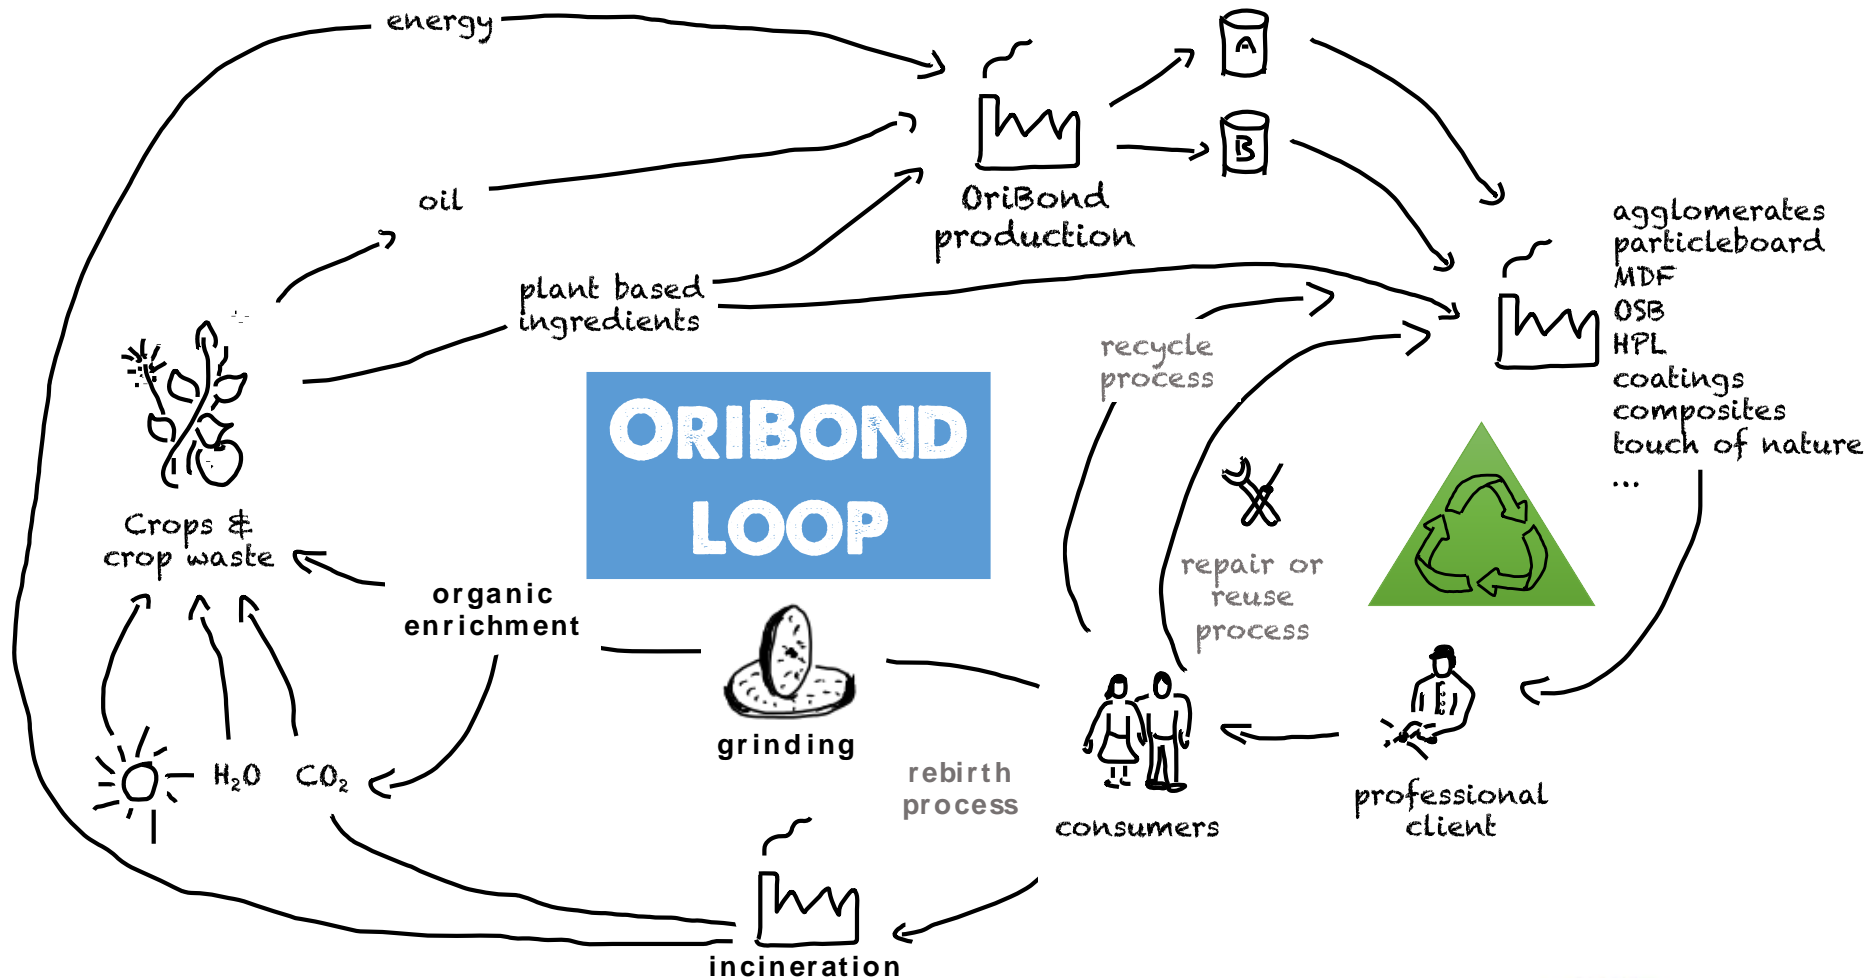 energy
A
B
oil
OriBond
production
agglomerates
particleboard
MDF
OSB
HPL
coatings
composites
touch of nature
...
plant based
ingredients
recycle
process
ORIBOND
LOOP
Crops &
crop waste
organic
enrichment
repair or
reuse
process
grinding
H₂O
CO₂
rebirth
process
consumers
professional
client
incineration